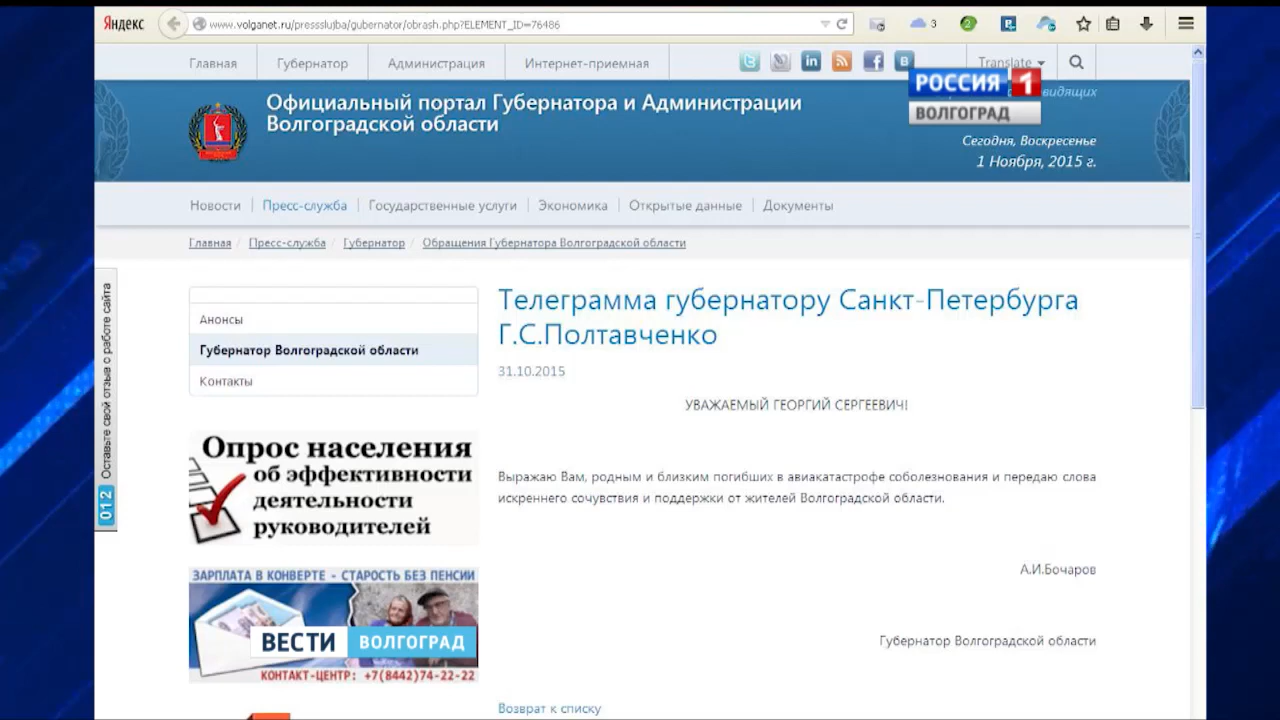 Яндекс
www.volganet.ru/pressslujba/gubernator/obrash.php?ELEMENT_ID=76486
3
2
Главная
Губернатор
Администрация
Интернет-приемная
Translate
РОССИЯ 1
ВОЛГОГРАД
Официальный портал Губернатора и Администрации
Волгоградской области
Сегодня, Воскресенье
1 Ноября, 2015 г.
Новости
Пресс-служба
Государственные услуги
Экономика
Открытые данные
Документы
Главная / Пресс-служба / Губернатор / Обращения Губернатора Волгоградской области
Оставьте свой отзыв о работе сайта
012
Анонсы
Губернатор Волгоградской области
Контакты
Опрос населения
об эффективности
деятельности
руководителей
ЗАРПЛАТА В КОНВЕРТЕ - СТАРОСТЬ БЕЗ ПЕНСИИ
ВЕСТИ ВОЛГОГРАД
КОНТАКТ-ЦЕНТР: +7(8442)74-22-22
Телеграмма губернатору Санкт-Петербурга
Г.С.Полтавченко
31.10.2015
УВАЖАЕМЫЙ ГЕОРГИЙ СЕРГЕЕВИЧ!
Выражаю Вам, родным и близким погибших в авиакатастрофе соболезнования и передаю слова
искреннего сочувствия и поддержки от жителей Волгоградской области.
А.И.Бочаров
Губернатор Волгоградской области
Возврат к списку